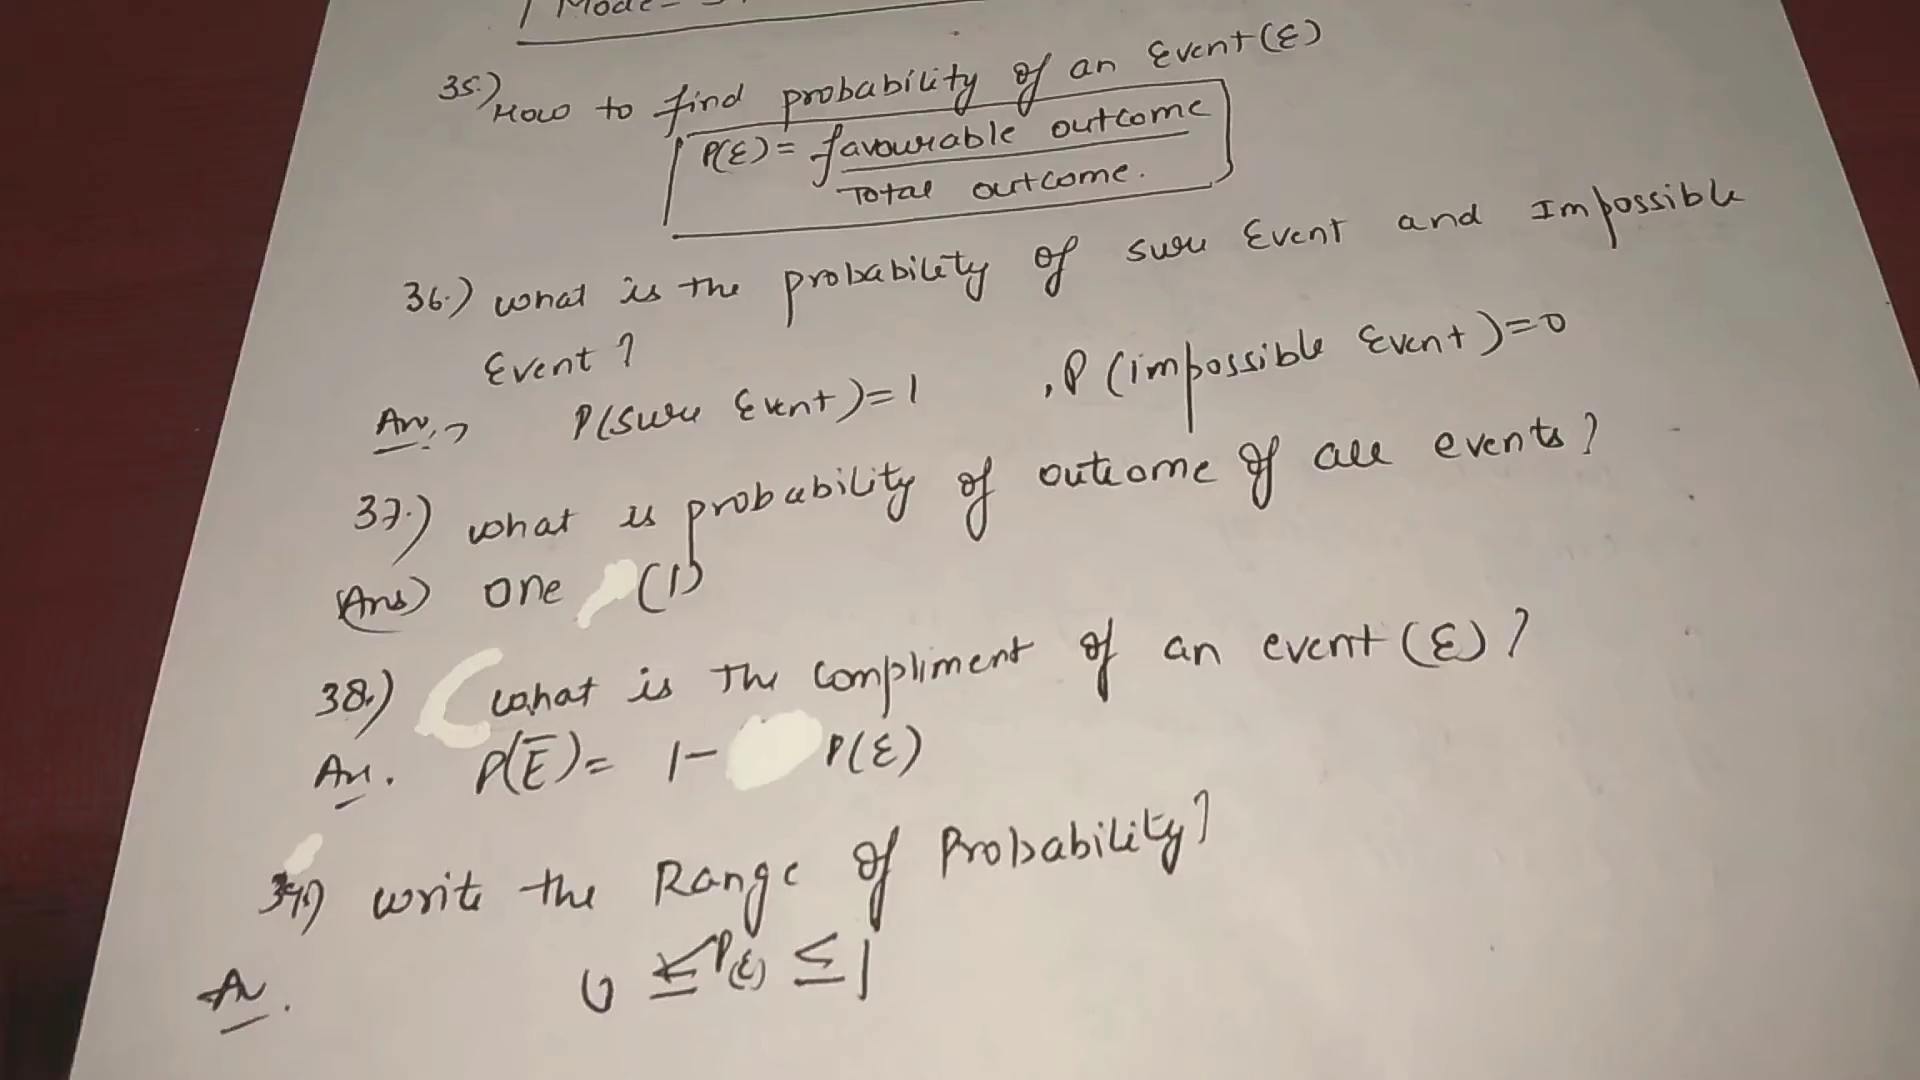 Mode =
35.) How to find probability of an Event (E)
P(E) = favourable outcome
Total outcome.
36.) what is the probability of sure Event and Impossible
Event ?
Ans:→ P(sure Event) = 1 , P (impossible Event) = 0
37.) what is probability of outcome of all events ?
(Ans) one (1)
38.) what is the compliment of an event (E) ?
An. P(E̅) = 1 - P(E)
39) write the Range of Probability ?
A. 0 ≤ P(E) ≤ 1